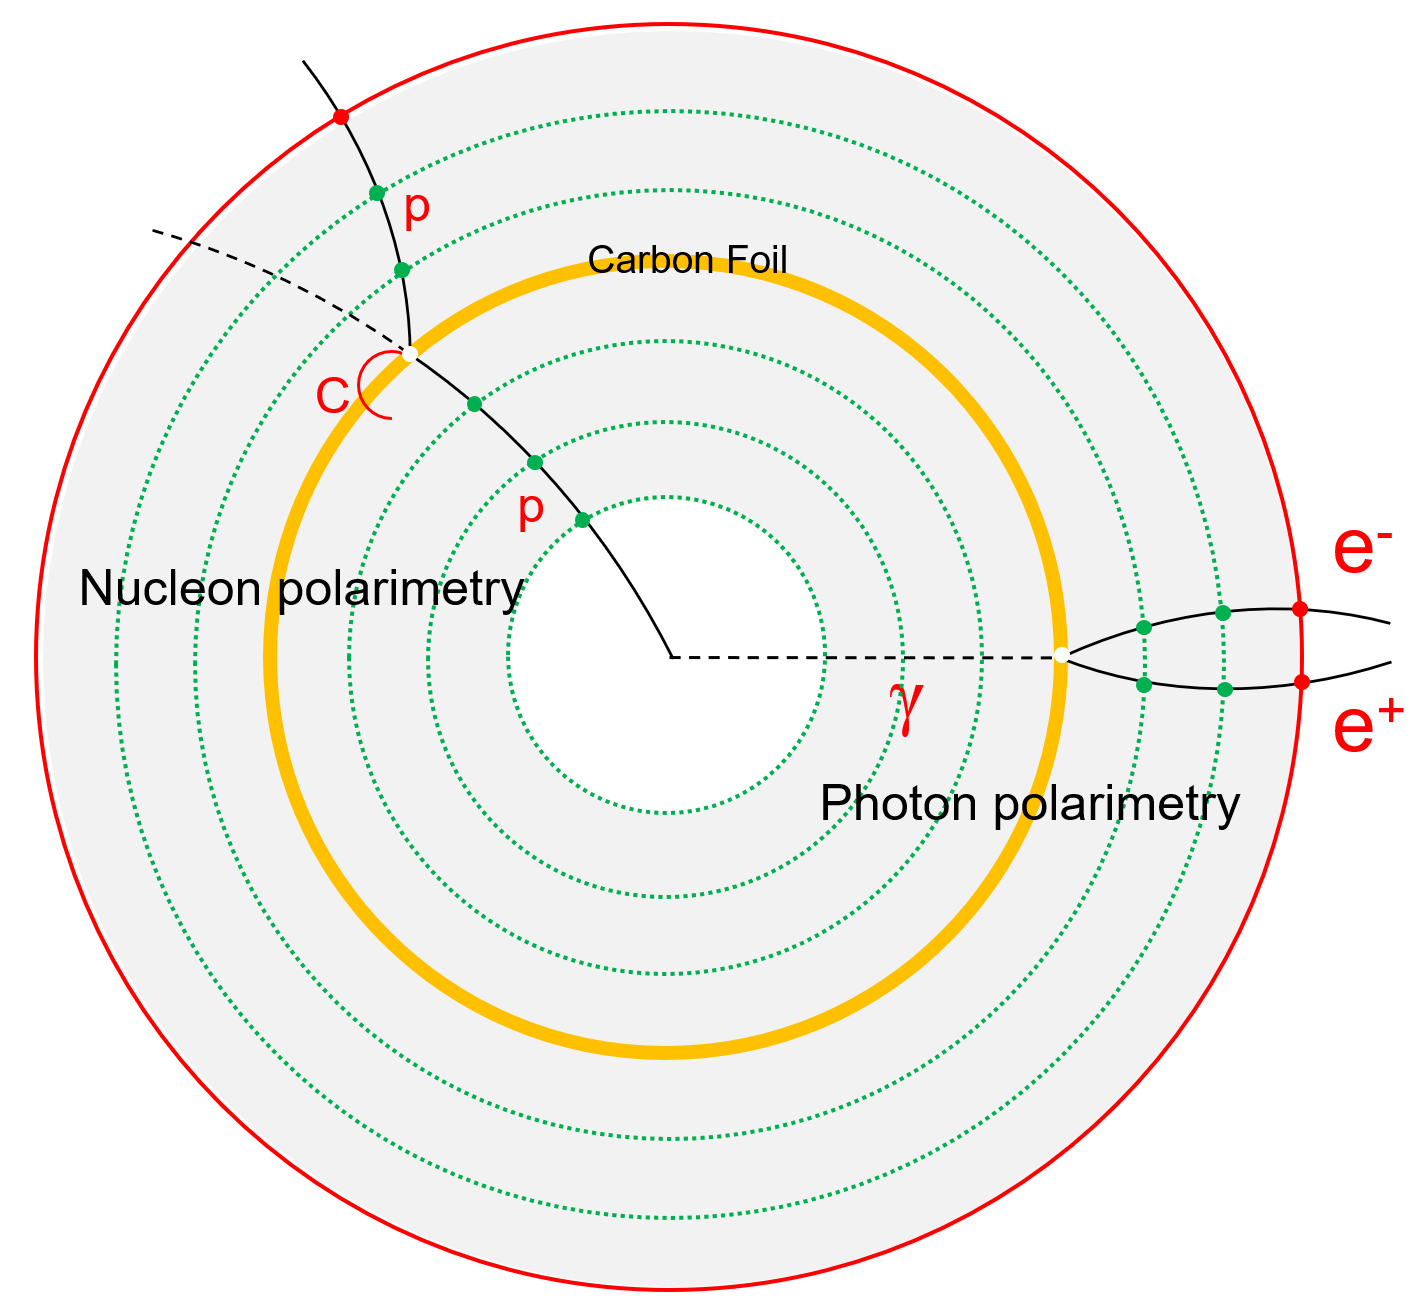 p
Carbon Foil
C
p
e-
Nucleon polarimetry
γ
e+
Photon polarimetry